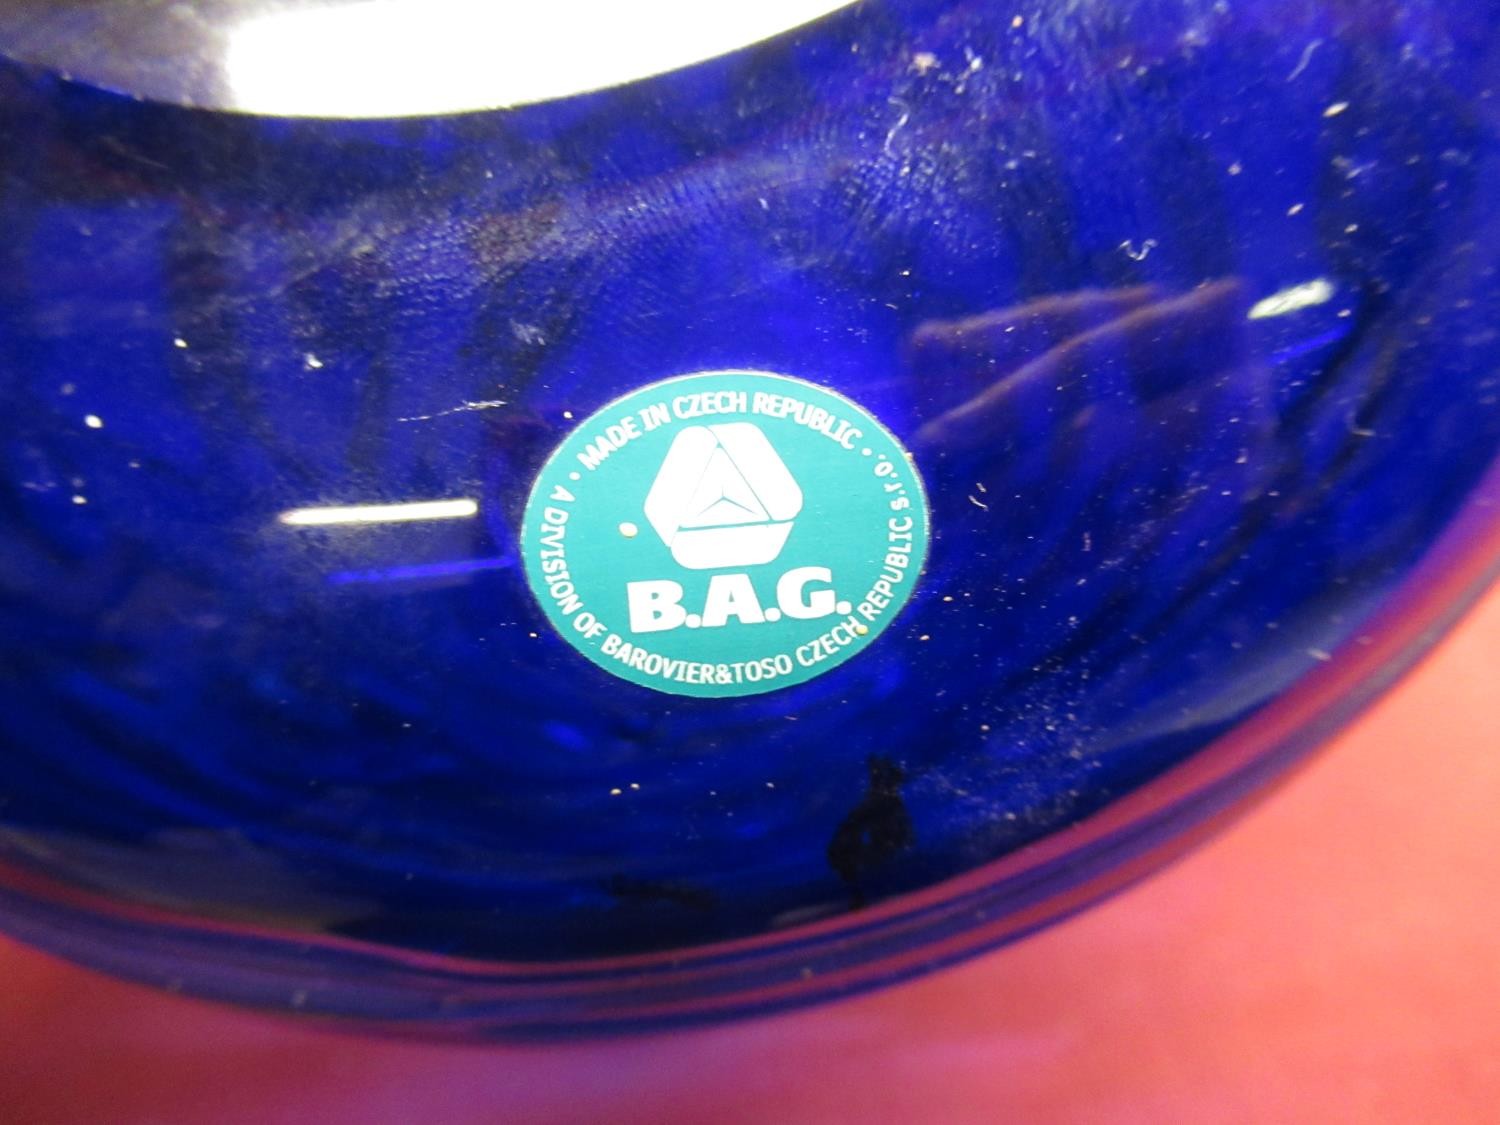 • MADE IN CZECH REPUBLIC •
B.A.G.
A DIVISION OF BAROVIER&TOSO CZECH REPUBLIC s.r.o.